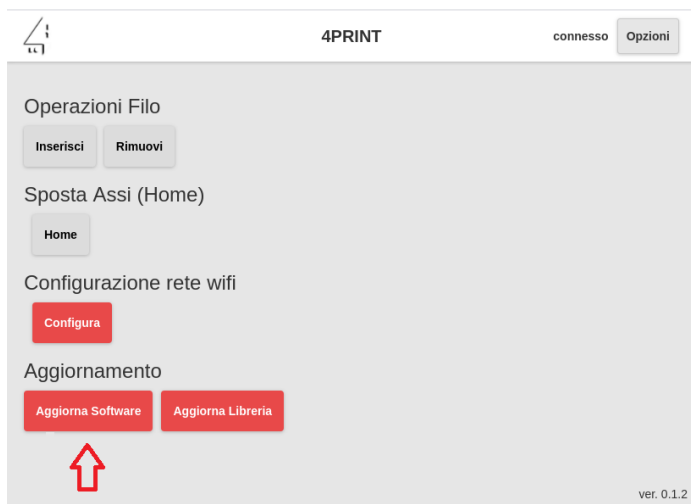 4PRINT connesso Opzioni
Operazioni Filo
Inserisci Rimuovi
Sposta Assi (Home)
Home
Configurazione rete wifi
Configura
Aggiornamento
Aggiorna Software Aggiorna Libreria
ver. 0.1.2